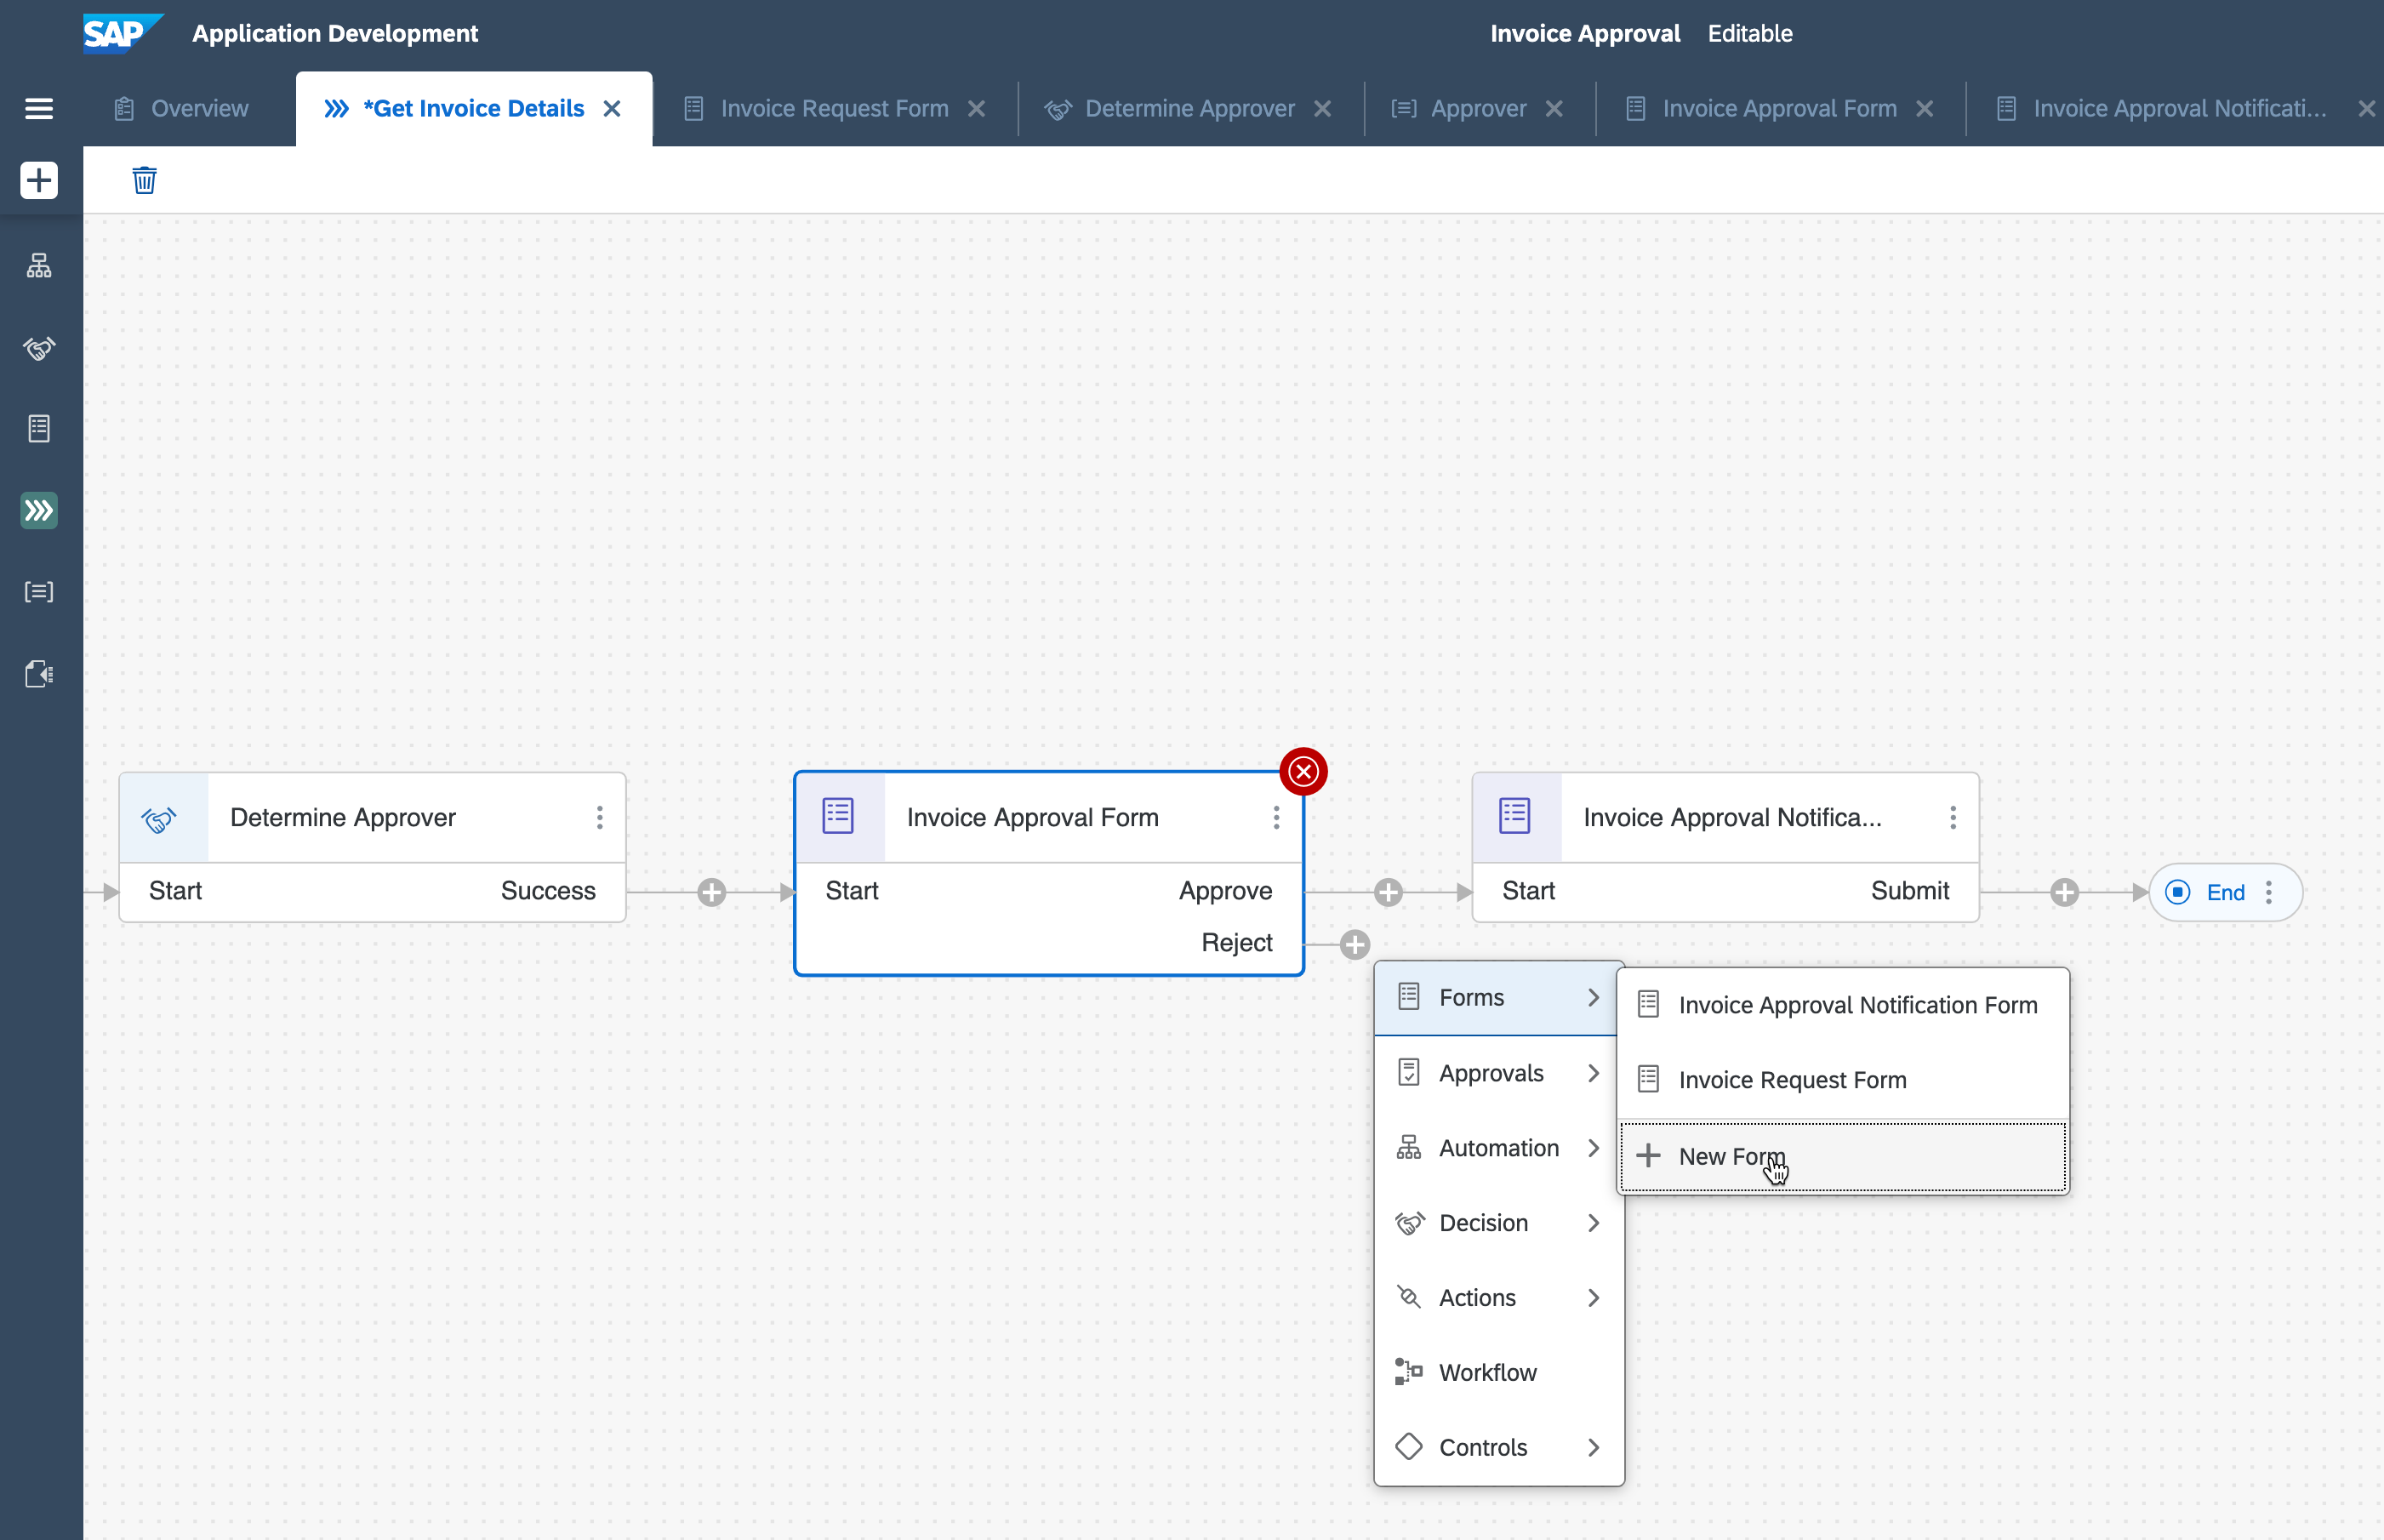 SAP Application Development
Invoice Approval Editable
Overview
*Get Invoice Details
Invoice Request Form
Determine Approver
Approver
Invoice Approval Form
Invoice Approval Notificati...
Determine Approver
Start Success
Invoice Approval Form
Start Approve
Reject
Invoice Approval Notifica...
Start Submit
End
Forms
Approvals
Automation
Decision
Actions
Workflow
Controls
Invoice Approval Notification Form
Invoice Request Form
New Form